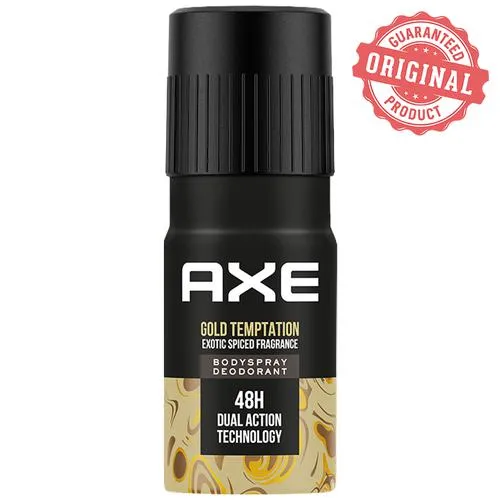 GUARANTEED
ORIGINAL
PRODUCT
AXE
GOLD TEMPTATION
EXOTIC SPICED FRAGRANCE
BODYSPRAY
DEODORANT
48H
DUAL ACTION
TECHNOLOGY